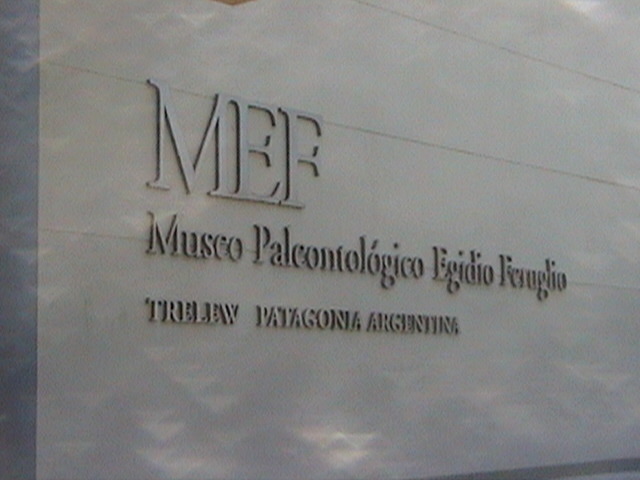 MEF
Museo Paleontológico Egidio Feruglio
TRELEW PATAGONIA ARGENTINA